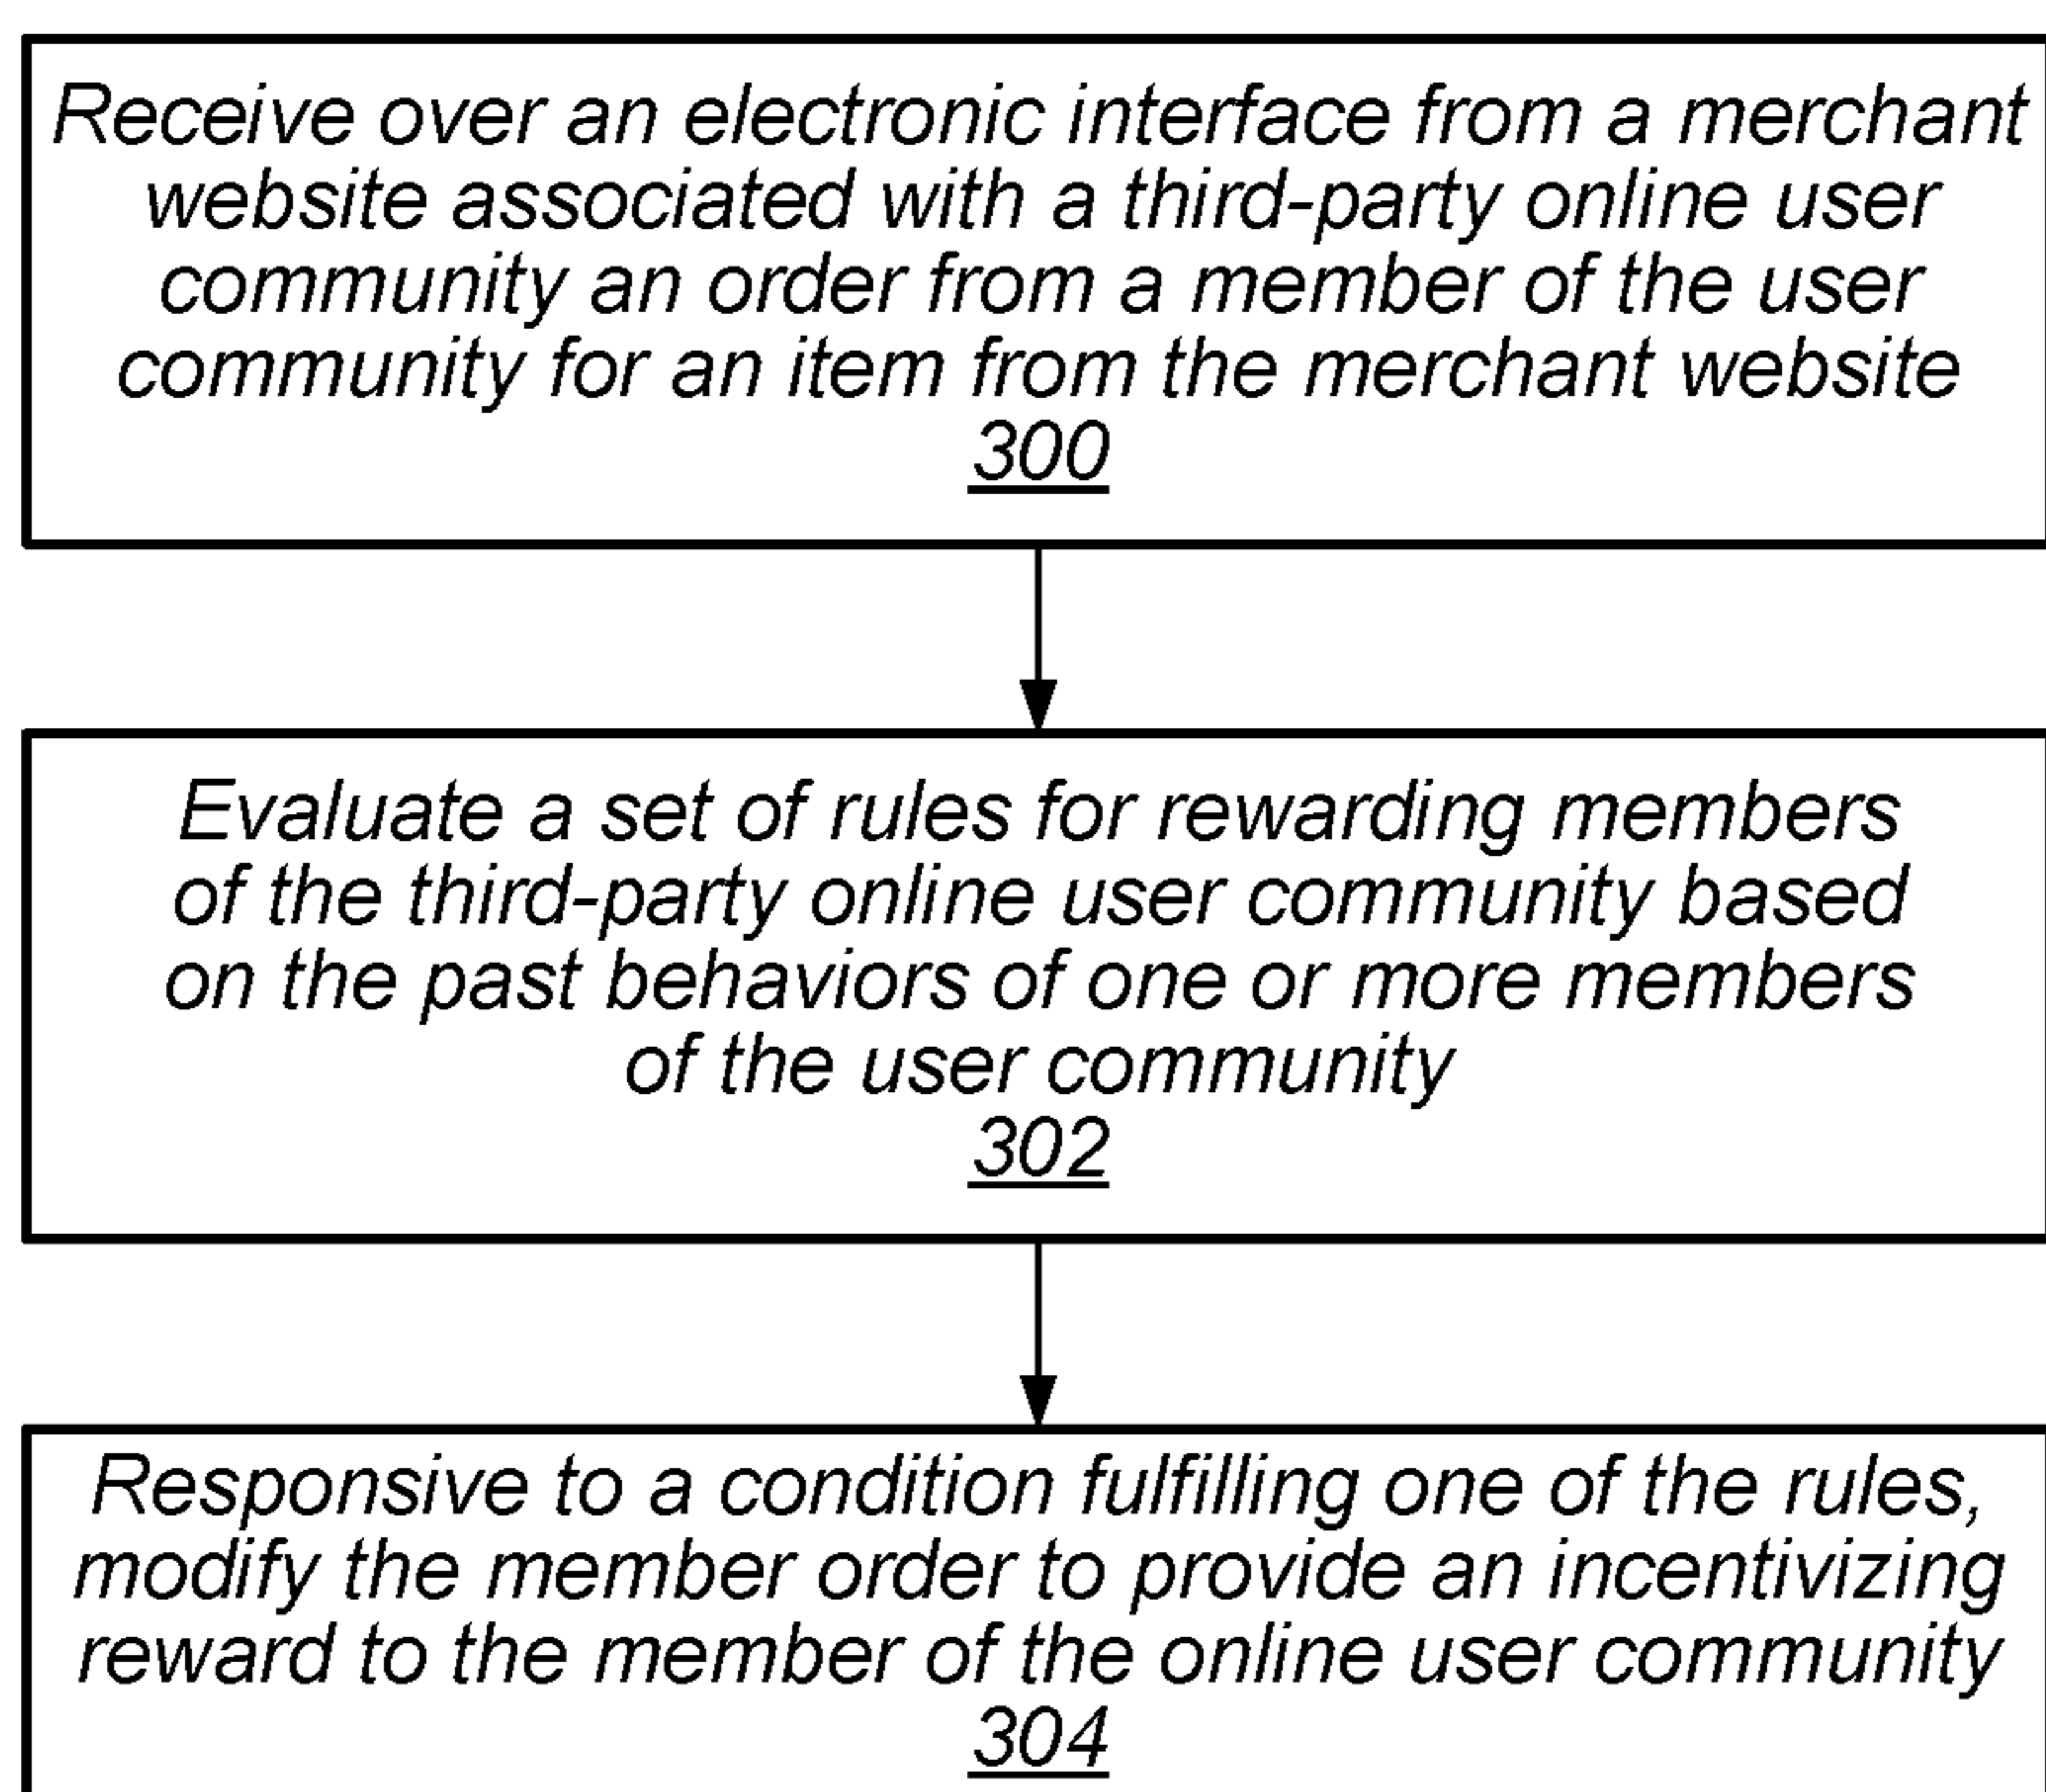 Receive over an electronic interface from a merchant
website associated with a third-party online user
community an order from a member of the user
community for an item from the merchant website
300
Evaluate a set of rules for rewarding members
of the third-party online user community based
on the past behaviors of one or more members
of the user community
302
Responsive to a condition fulfilling one of the rules,
modify the member order to provide an incentivizing
reward to the member of the online user community
304